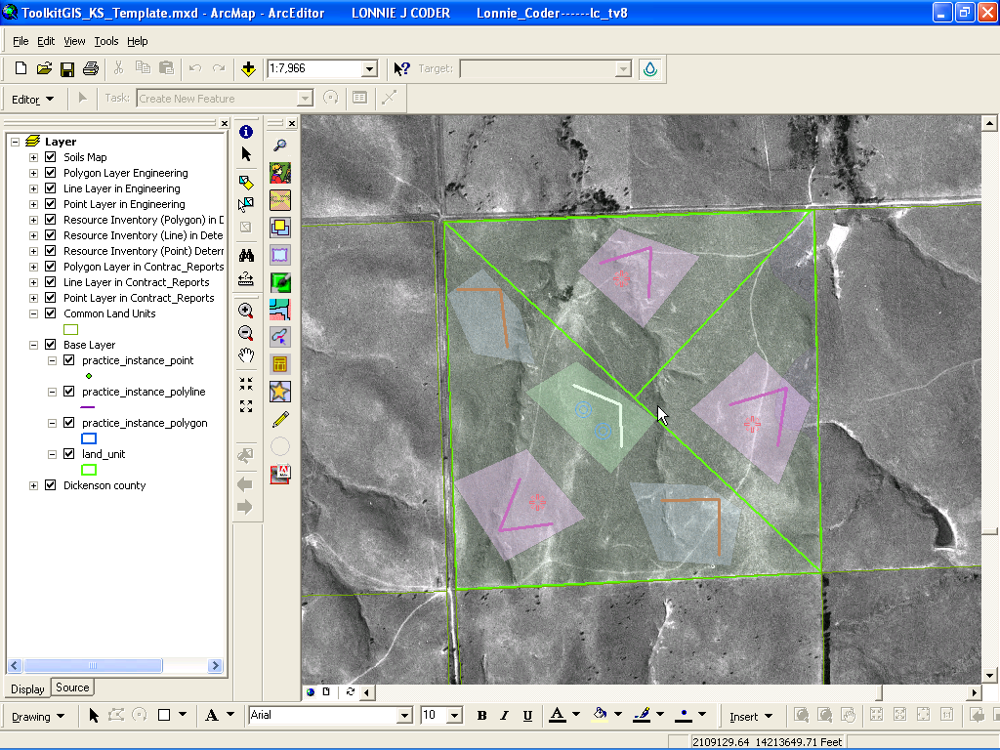 ToolkitGIS_KS_Template.mxd - ArcMap - ArcEditor LONNIE J CODER Lonnie_Coder------lc_tv8
File Edit View Tools Help
1:7,966 Target:
Editor Task: Create New Feature
Layer
Soils Map
Polygon Layer Engineering
Line Layer in Engineering
Point Layer in Engineering
Resource Inventory (Polygon) in D
Resource Inventory (Line) in Dete
Resource Inventory (Point) Deterr
Polygon Layer in Contrac_Reports
Line Layer in Contract_Reports
Point Layer in Contract_Reports
Common Land Units
Base Layer
practice_instance_point
practice_instance_polyline
practice_instance_polygon
land_unit
Dickenson county
Display Source
Drawing A Arial 10 B I U A Insert
2109129.64 14213649.71 Feet